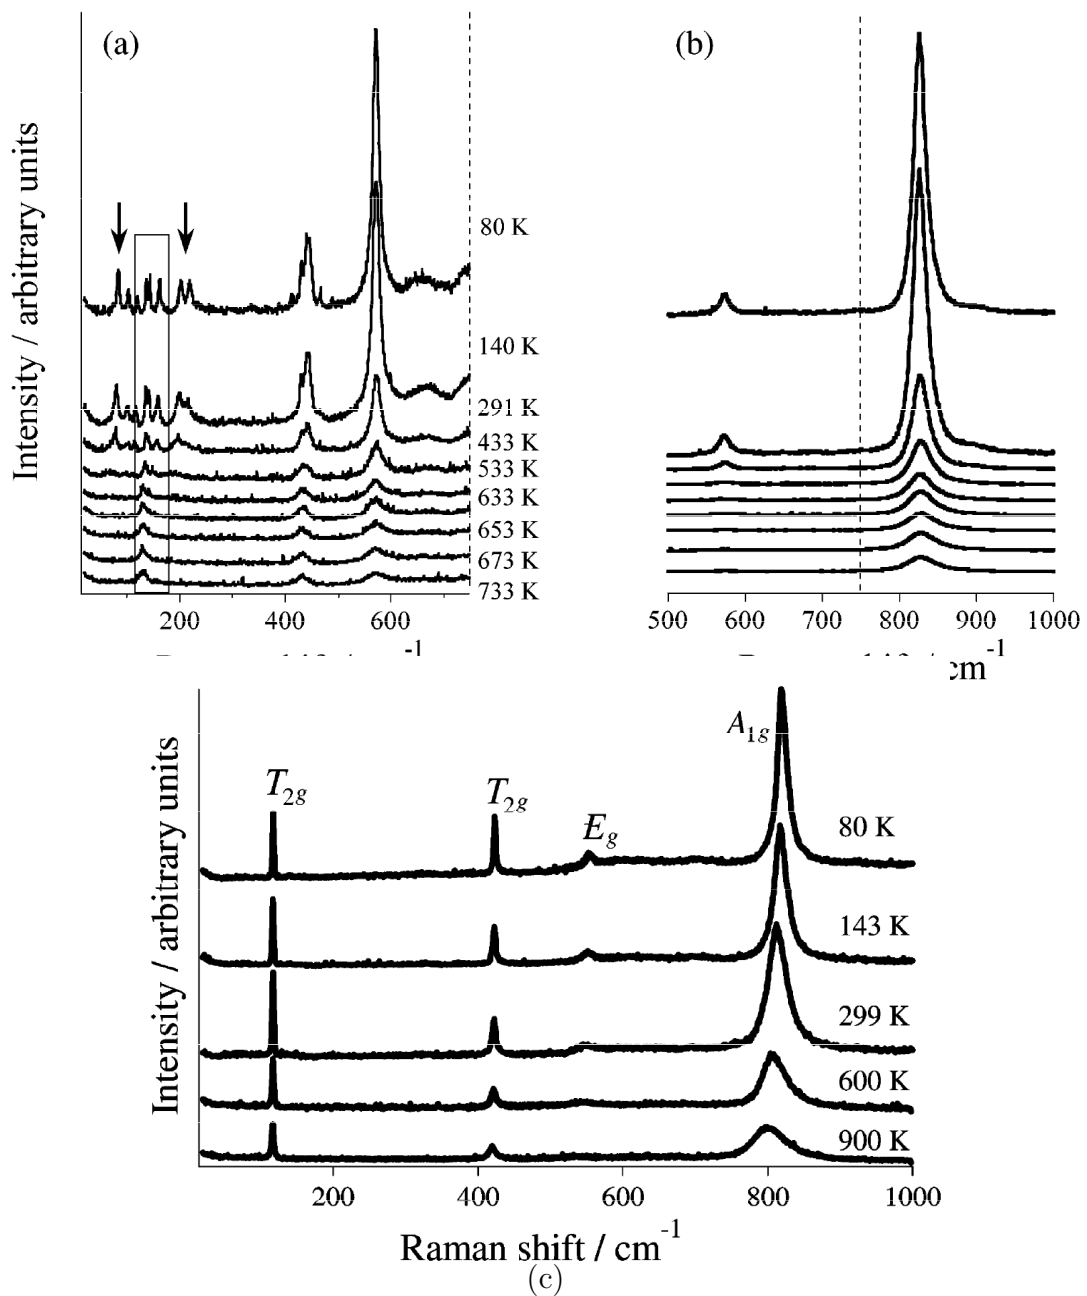 (a)
(b)
Intensity / arbitrary units
80 K
140 K
291 K
433 K
533 K
633 K
653 K
673 K
733 K
200
400
600
500
600
700
800
900
1000
-1
-1
cm
Intensity / arbitrary units
T2g
T2g
Eg
A1g
80 K
143 K
299 K
600 K
900 K
200
400
600
800
1000
Raman shift / cm-1
(c)